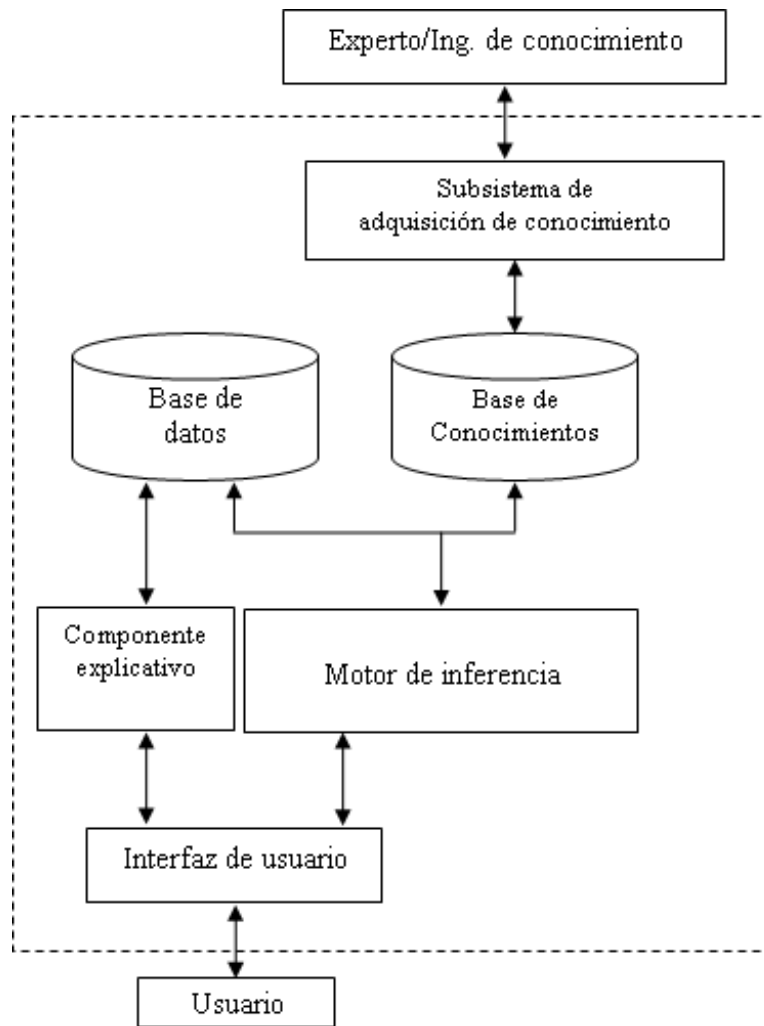 Experto/Ing. de conocimiento
Subsistema de
adquisición de conocimiento
Base de
datos
Base de
Conocimientos
Componente
explicativo
Motor de inferencia
Interfaz de usuario
Usuario